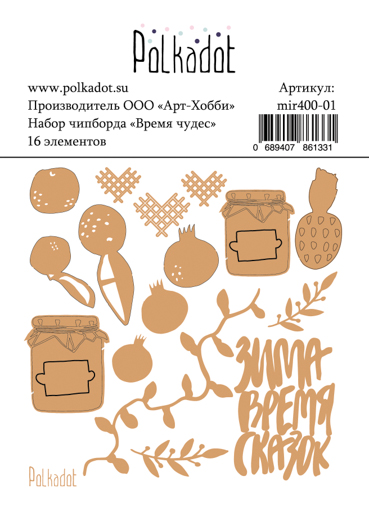 Polkadot
www.polkadot.su
Артикул:
Производитель ООО «Арт-Хобби»
mir400-01
Набор чипборда «Время чудес»
16 элементов
0 689407 861331
ЗИМА
ВРЕМЯ
СКАЗОК
Polkadot